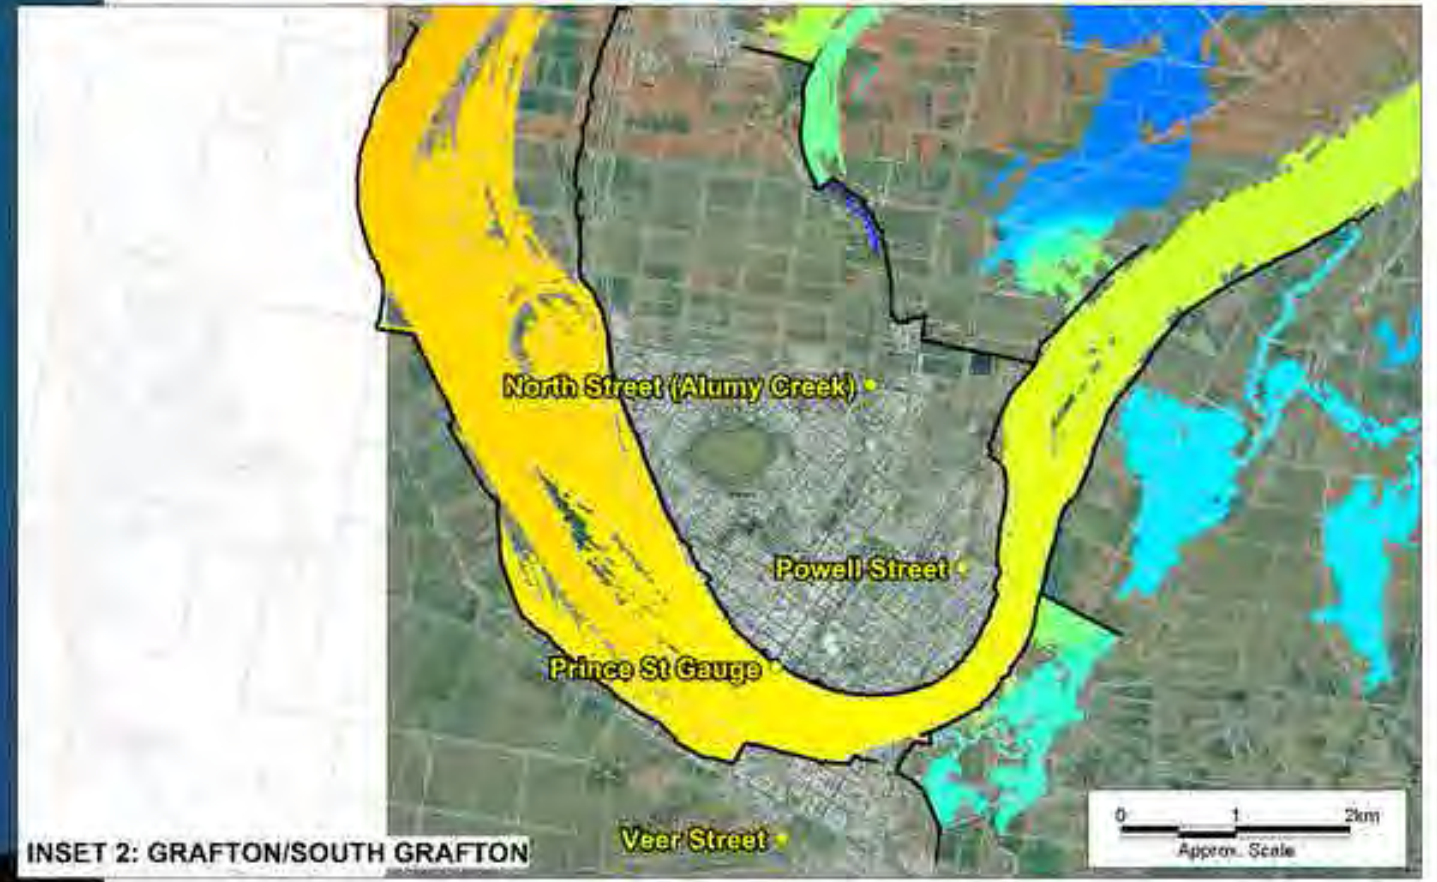 North Street (Alumy Creek)
Powell Street
Prince St Gauge
Veer Street
INSET 2: GRAFTON/SOUTH GRAFTON
0 1 2km
Approx. Scale